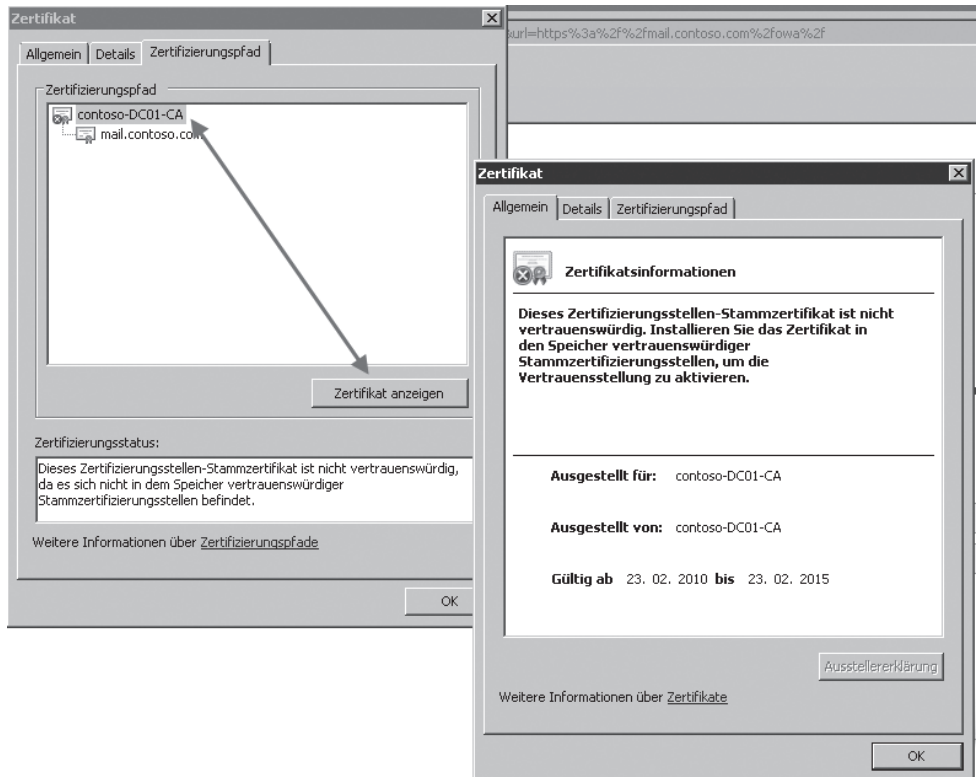 Zertifikat
Allgemein Details Zertifizierungspfad
Zertifizierungspfad
contoso-DC01-CA
mail.contoso.com
Zertifikat anzeigen
Zertifizierungsstatus:
Dieses Zertifizierungsstellen-Stammzertifikat ist nicht vertrauenswürdig,
da es sich nicht in dem Speicher vertrauenswürdiger
Stammzertifizierungsstellen befindet.
Weitere Informationen über Zertifizierungspfade
OK
url=https%3a%2f%2fmail.contoso.com%2fowa%2f
Zertifikat
Allgemein Details Zertifizierungspfad
Zertifikatsinformationen
Dieses Zertifizierungsstellen-Stammzertifikat ist nicht
vertrauenswürdig. Installieren Sie das Zertifikat in
den Speicher vertrauenswürdiger
Stammzertifizierungsstellen, um die
Vertrauensstellung zu aktivieren.
Ausgestellt für: contoso-DC01-CA
Ausgestellt von: contoso-DC01-CA
Gültig ab 23. 02. 2010 bis 23. 02. 2015
Ausstellererklärung
Weitere Informationen über Zertifikate
OK